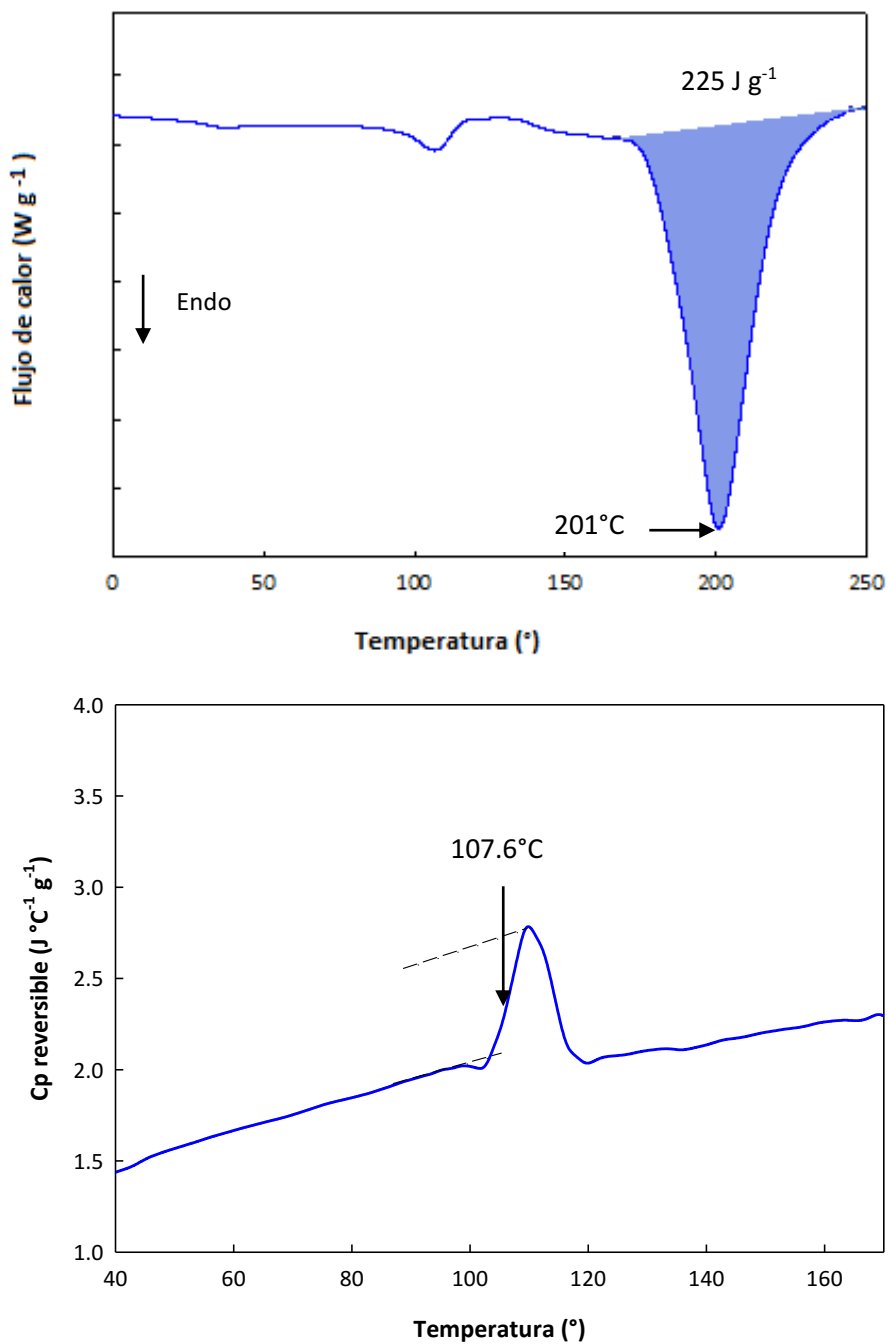 225 J g⁻¹
Flujo de calor (W g⁻¹)
Endo
201°C
0 50 100 150 200 250
Temperatura (°)
4.0
3.5
3.0
2.5
2.0
1.5
1.0
Cp reversible (J °C⁻¹ g⁻¹)
107.6°C
40 60 80 100 120 140 160
Temperatura (°)